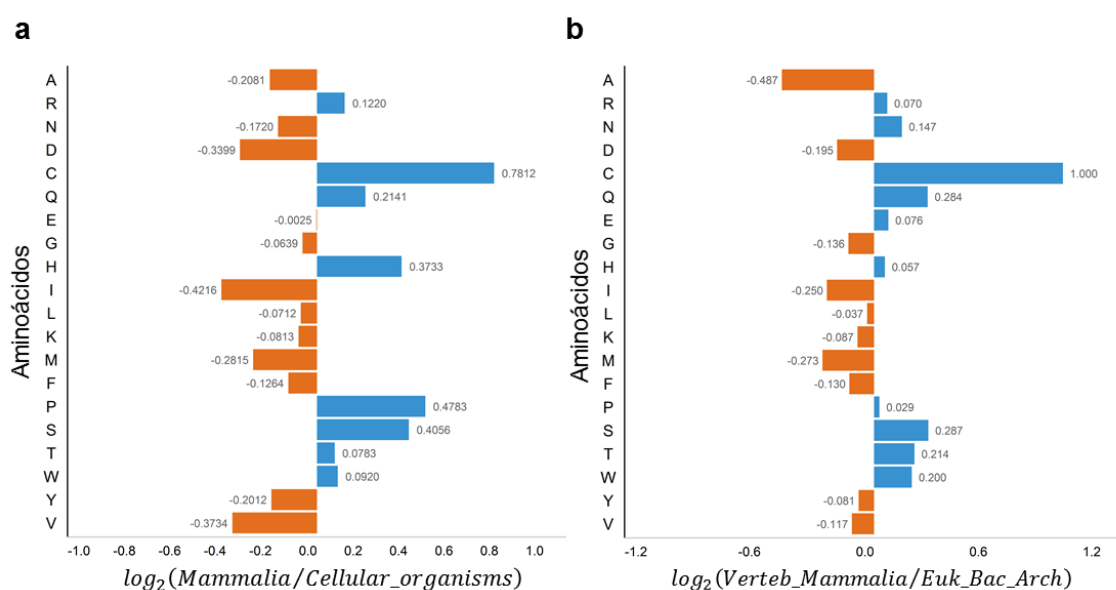 a
Aminoácidos
A -0.2081
R 0.1220
N -0.1720
D -0.3399
C 0.7812
Q 0.2141
E -0.0025
G -0.0639
H 0.3733
I -0.4216
L -0.0712
K -0.0813
M -0.2815
F -0.1264
P 0.4783
S 0.4056
T 0.0783
W 0.0920
Y -0.2012
V -0.3734
-1.0 -0.8 -0.6 -0.4 -0.2 0.0 0.2 0.4 0.6 0.8 1.0
log₂(Mammalia/Cellular_organisms)
b
Aminoácidos
A -0.487
R 0.070
N 0.147
D -0.195
C 1.000
Q 0.284
E 0.076
G -0.136
H 0.057
I -0.250
L -0.037
K -0.087
M -0.273
F -0.130
P 0.029
S 0.287
T 0.214
W 0.200
Y -0.081
V -0.117
-1.2 -0.6 0.0 0.6 1.2
log₂(Verteb_Mammalia/Euk_Bac_Arch)